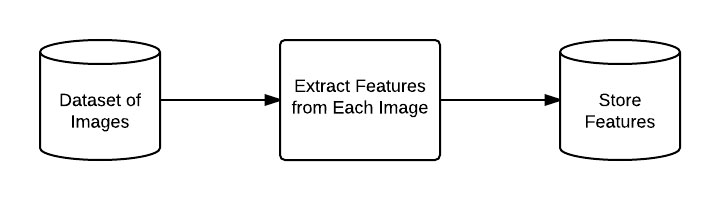 Dataset of
Images
Extract Features
from Each Image
Store
Features